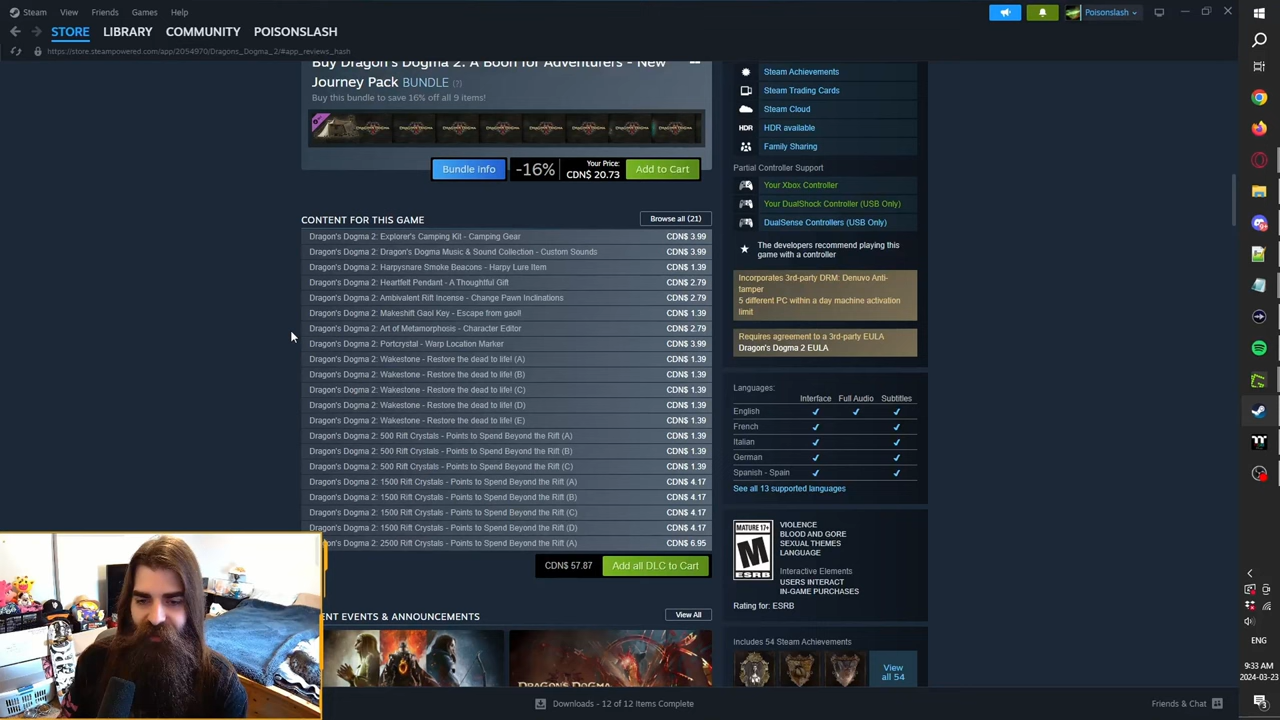 Steam View Friends Games Help
Poisonslash
STORE LIBRARY COMMUNITY POISONSLASH
https://store.steampowered.com/app/2054970/Dragons_Dogma_2/#app_reviews_hash
Buy Dragon's Dogma 2: A Boon for Adventurers - New
Journey Pack BUNDLE (?)
Buy this bundle to save 16% off all 9 items!
Bundle info -16% Your Price: CDN$ 20.73 Add to Cart
CONTENT FOR THIS GAME Browse all (21)
Dragon's Dogma 2: Explorer's Camping Kit - Camping Gear CDN$ 3.99
Dragon's Dogma 2: Dragon's Dogma Music & Sound Collection - Custom Sounds CDN$ 3.99
Dragon's Dogma 2: Harpysnare Smoke Beacons - Harpy Lure Item CDN$ 1.39
Dragon's Dogma 2: Heartfelt Pendant - A Thoughtful Gift CDN$ 2.79
Dragon's Dogma 2: Ambivalent Rift Incense - Change Pawn Inclinations CDN$ 2.79
Dragon's Dogma 2: Makeshift Gaol Key - Escape from gaol! CDN$ 1.39
Dragon's Dogma 2: Art of Metamorphosis - Character Editor CDN$ 2.79
Dragon's Dogma 2: Portcrystal - Warp Location Marker CDN$ 3.99
Dragon's Dogma 2: Wakestone - Restore the dead to life! (A) CDN$ 1.39
Dragon's Dogma 2: Wakestone - Restore the dead to life! (B) CDN$ 1.39
Dragon's Dogma 2: Wakestone - Restore the dead to life! (C) CDN$ 1.39
Dragon's Dogma 2: Wakestone - Restore the dead to life! (D) CDN$ 1.39
Dragon's Dogma 2: Wakestone - Restore the dead to life! (E) CDN$ 1.39
Dragon's Dogma 2: 500 Rift Crystals - Points to Spend Beyond the Rift (A) CDN$ 1.39
Dragon's Dogma 2: 500 Rift Crystals - Points to Spend Beyond the Rift (B) CDN$ 1.39
Dragon's Dogma 2: 500 Rift Crystals - Points to Spend Beyond the Rift (C) CDN$ 1.39
Dragon's Dogma 2: 1500 Rift Crystals - Points to Spend Beyond the Rift (A) CDN$ 4.17
Dragon's Dogma 2: 1500 Rift Crystals - Points to Spend Beyond the Rift (B) CDN$ 4.17
Dragon's Dogma 2: 1500 Rift Crystals - Points to Spend Beyond the Rift (C) CDN$ 4.17
Dragon's Dogma 2: 1500 Rift Crystals - Points to Spend Beyond the Rift (D) CDN$ 4.17
Dragon's Dogma 2: 2500 Rift Crystals - Points to Spend Beyond the Rift (A) CDN$ 6.95
CDN$ 57.87 Add all DLC to Cart
ENT EVENTS & ANNOUNCEMENTS View All
DRAGON'S DOGMA
Steam Achievements
Steam Trading Cards
Steam Cloud
HDR HDR available
Family Sharing
Partial Controller Support
Your Xbox Controller
Your DualShock Controller (USB Only)
DualSense Controllers (USB Only)
The developers recommend playing this
game with a controller
Incorporates 3rd-party DRM: Denuvo Anti-
tamper
5 different PC within a day machine activation
limit
Requires agreement to a 3rd-party EULA
Dragon's Dogma 2 EULA
Languages:
Interface Full Audio Subtitles
English ✔ ✔ ✔
French ✔ ✔
Italian ✔ ✔
German ✔ ✔
Spanish - Spain ✔ ✔
See all 13 supported languages
MATURE 17+
M
ESRB
VIOLENCE
BLOOD AND GORE
SEXUAL THEMES
LANGUAGE
Interactive Elements
USERS INTERACT
IN-GAME PURCHASES
Rating for: ESRB
Includes 54 Steam Achievements
View
all 54
Downloads - 12 of 12 Items Complete
Friends & Chat
ENG
9:33 AM
2024-03-23